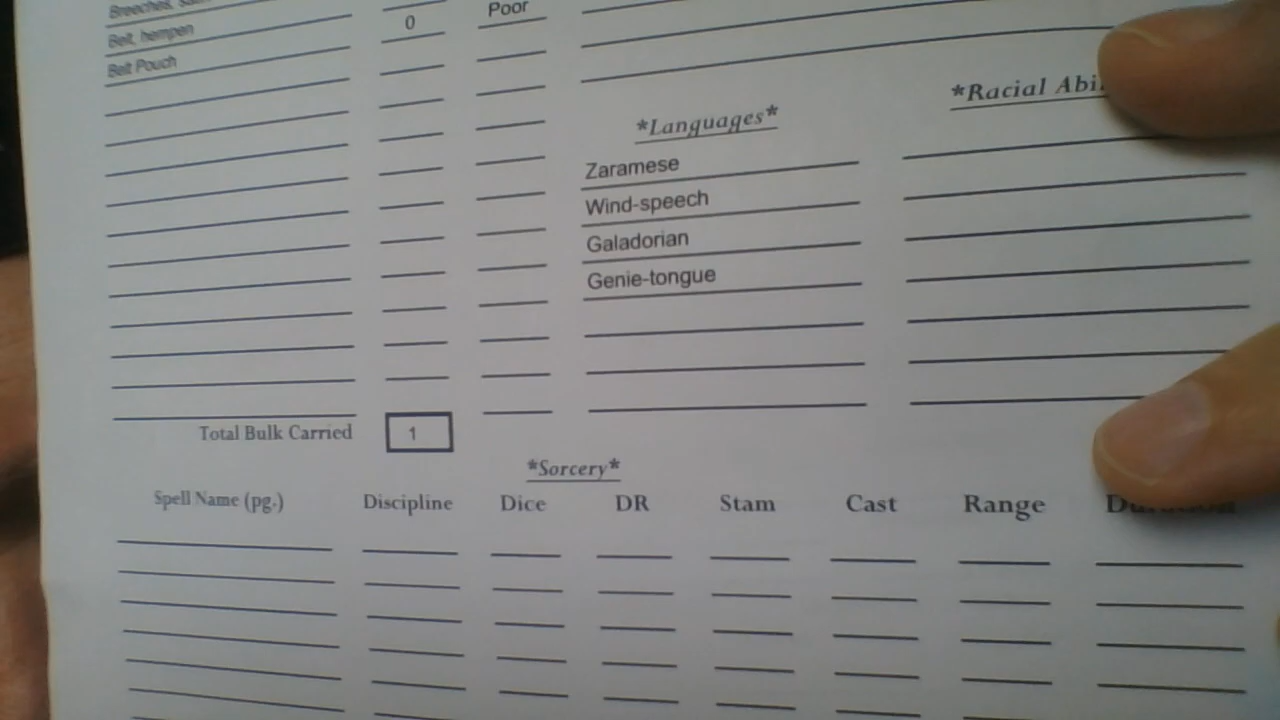 Breeches,
Belt, hempen 0 Poor
Belt Pouch
*Languages* *Racial
Zaramese
Wind-speech
Galadorian
Genie-tongue
Total Bulk Carried 1
*Sorcery*
Spell Name (pg.) Discipline Dice DR Stam Cast Range